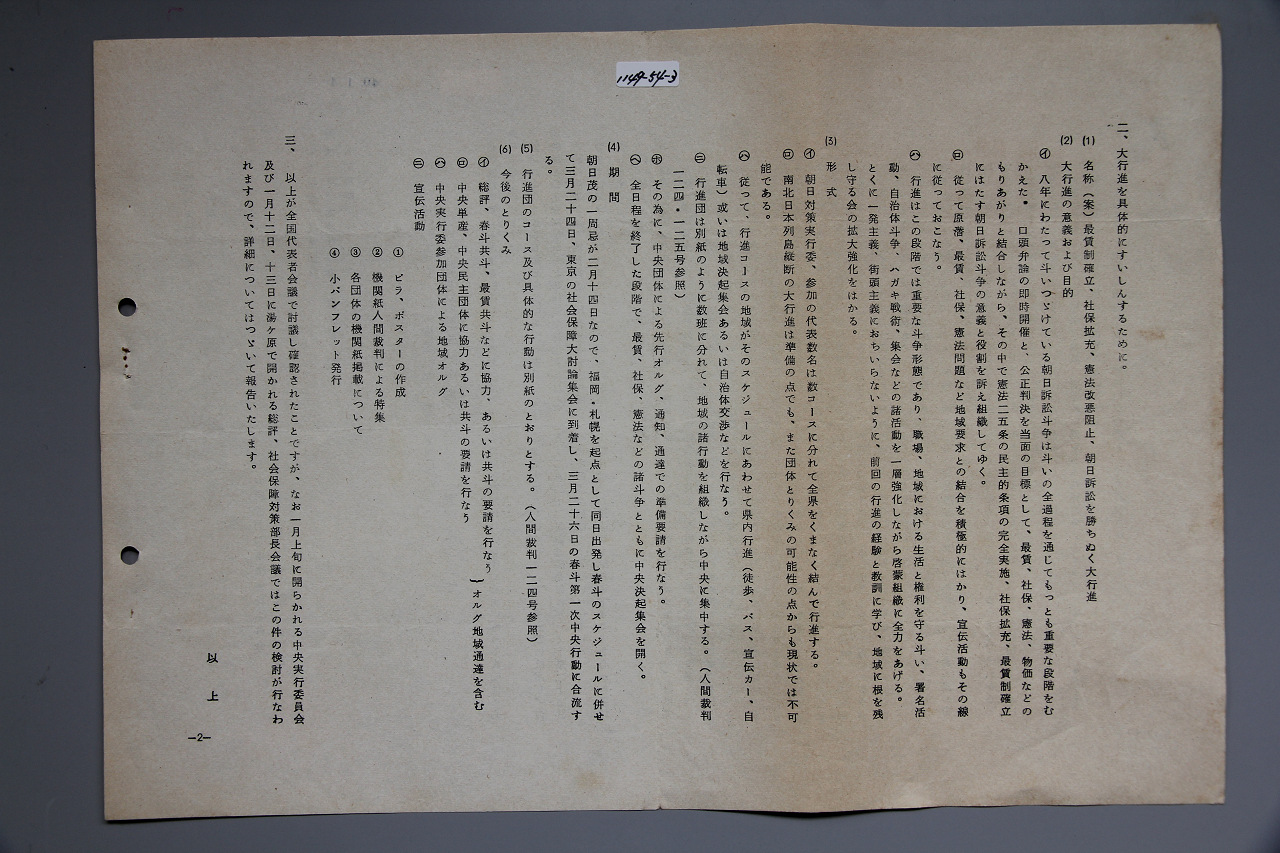 1149-54-3
二、大行進を具体的にすいしんするために。
(1) 名称(案)最賃制確立、社保拡充、憲法改悪阻止、朝日訴訟を勝ちぬく大行進
(2) 大行進の意義および目的
㋑ 八年にわたって斗いつゞけている朝日訴訟斗争は斗いの全過程を通じてもっとも重要な段階をむ
かえた。口頭弁論の即時開催と、公正判決を当面の目標として、最賃、社保、憲法、物価などの
もりあがりと結合しながら、その中で憲法二五条の民主的条項の完全実施、社保拡充、最賃制確立
にはたす朝日訴訟斗争の意義と役割を訴え組織してゆく。
㋺ 従って原潜、最賃、社保、憲法問題など地域要求との結合を積極的にはかり、宣伝活動もその線
に従っておこなう。
㋩ 行進はこの段階では重要な斗争形態であり、職場、地域における生活と権利を守る斗い、署名活
動、自治体斗争、ハガキ戦術、集会などの諸活動を一層強化しながら啓蒙組織に全力をあげる。
とくに一発主義、街頭主義におちいらないように、前回の行進の経験と教訓に学び、地域に根を残
し守る会の拡大強化をはかる。
(3) 形式
㋑ 朝日対策実行委、参加の代表数名は数コースに分れて全県をくまなく結んで行進する。
㋺ 南北日本列島縦断の大行進は準備の点でも、また団体とりくみの可能性の点からも現状では不可
能である。
㋩ 従って、行進コースの地域がそのスケジュールにあわせて県内行進(徒歩、バス、宣伝カー、自
転車)或いは地域決起集会あるいは自治体交渉などを行なう。
㋥ 行進団は別紙のように数班に分れて、地域の諸行動を組織しながら中央に集中する。(人間裁判
一二四・一二五号参照)
㋭ その為に、中央団体による先行オルグ、通知、通達での準備要請を行なう。
㋬ 全日程を終了した段階で、最賃、社保、憲法などの諸斗争とともに中央決起集会を開く。
(4) 期間
朝日茂の一周忌が二月十四日なので、福岡・札幌を起点として同日出発し春斗のスケジュールに併せ
て三月二十四日、東京の社会保障大討論集会に到着し、三月二十六日の春斗第一次中央行動に合流す
る。
(5) 行進団のコース及び具体的な行動は別紙のとおりとする。(人間裁判一二四号参照)
(6) 今後のとりくみ
㋑ 総評、春斗共斗、最賃共斗などに協力、あるいは共斗の要請を行なう
㋺ 中央単産、中央民主団体に協力あるいは共斗の要請を行なう
}オルグ地域通達を含む
㋩ 中央実行委参加団体による地域オルグ
㋥ 宣伝活動
① ビラ、ポスターの作成
② 機関紙人間裁判による特集
③ 各団体の機関紙掲載について
④ 小パンフレット発行
三、以上が全国代表者会議で討議し確認されたことですが、なお一月上旬に開らかれる中央実行委員会
及び一月十二日、十三日に湯ヶ原で開かれる総評、社会保障対策部長会議ではこの件の検討が行なわ
れますので、詳細についてはつゞいて報告いたします。
以上
—2—